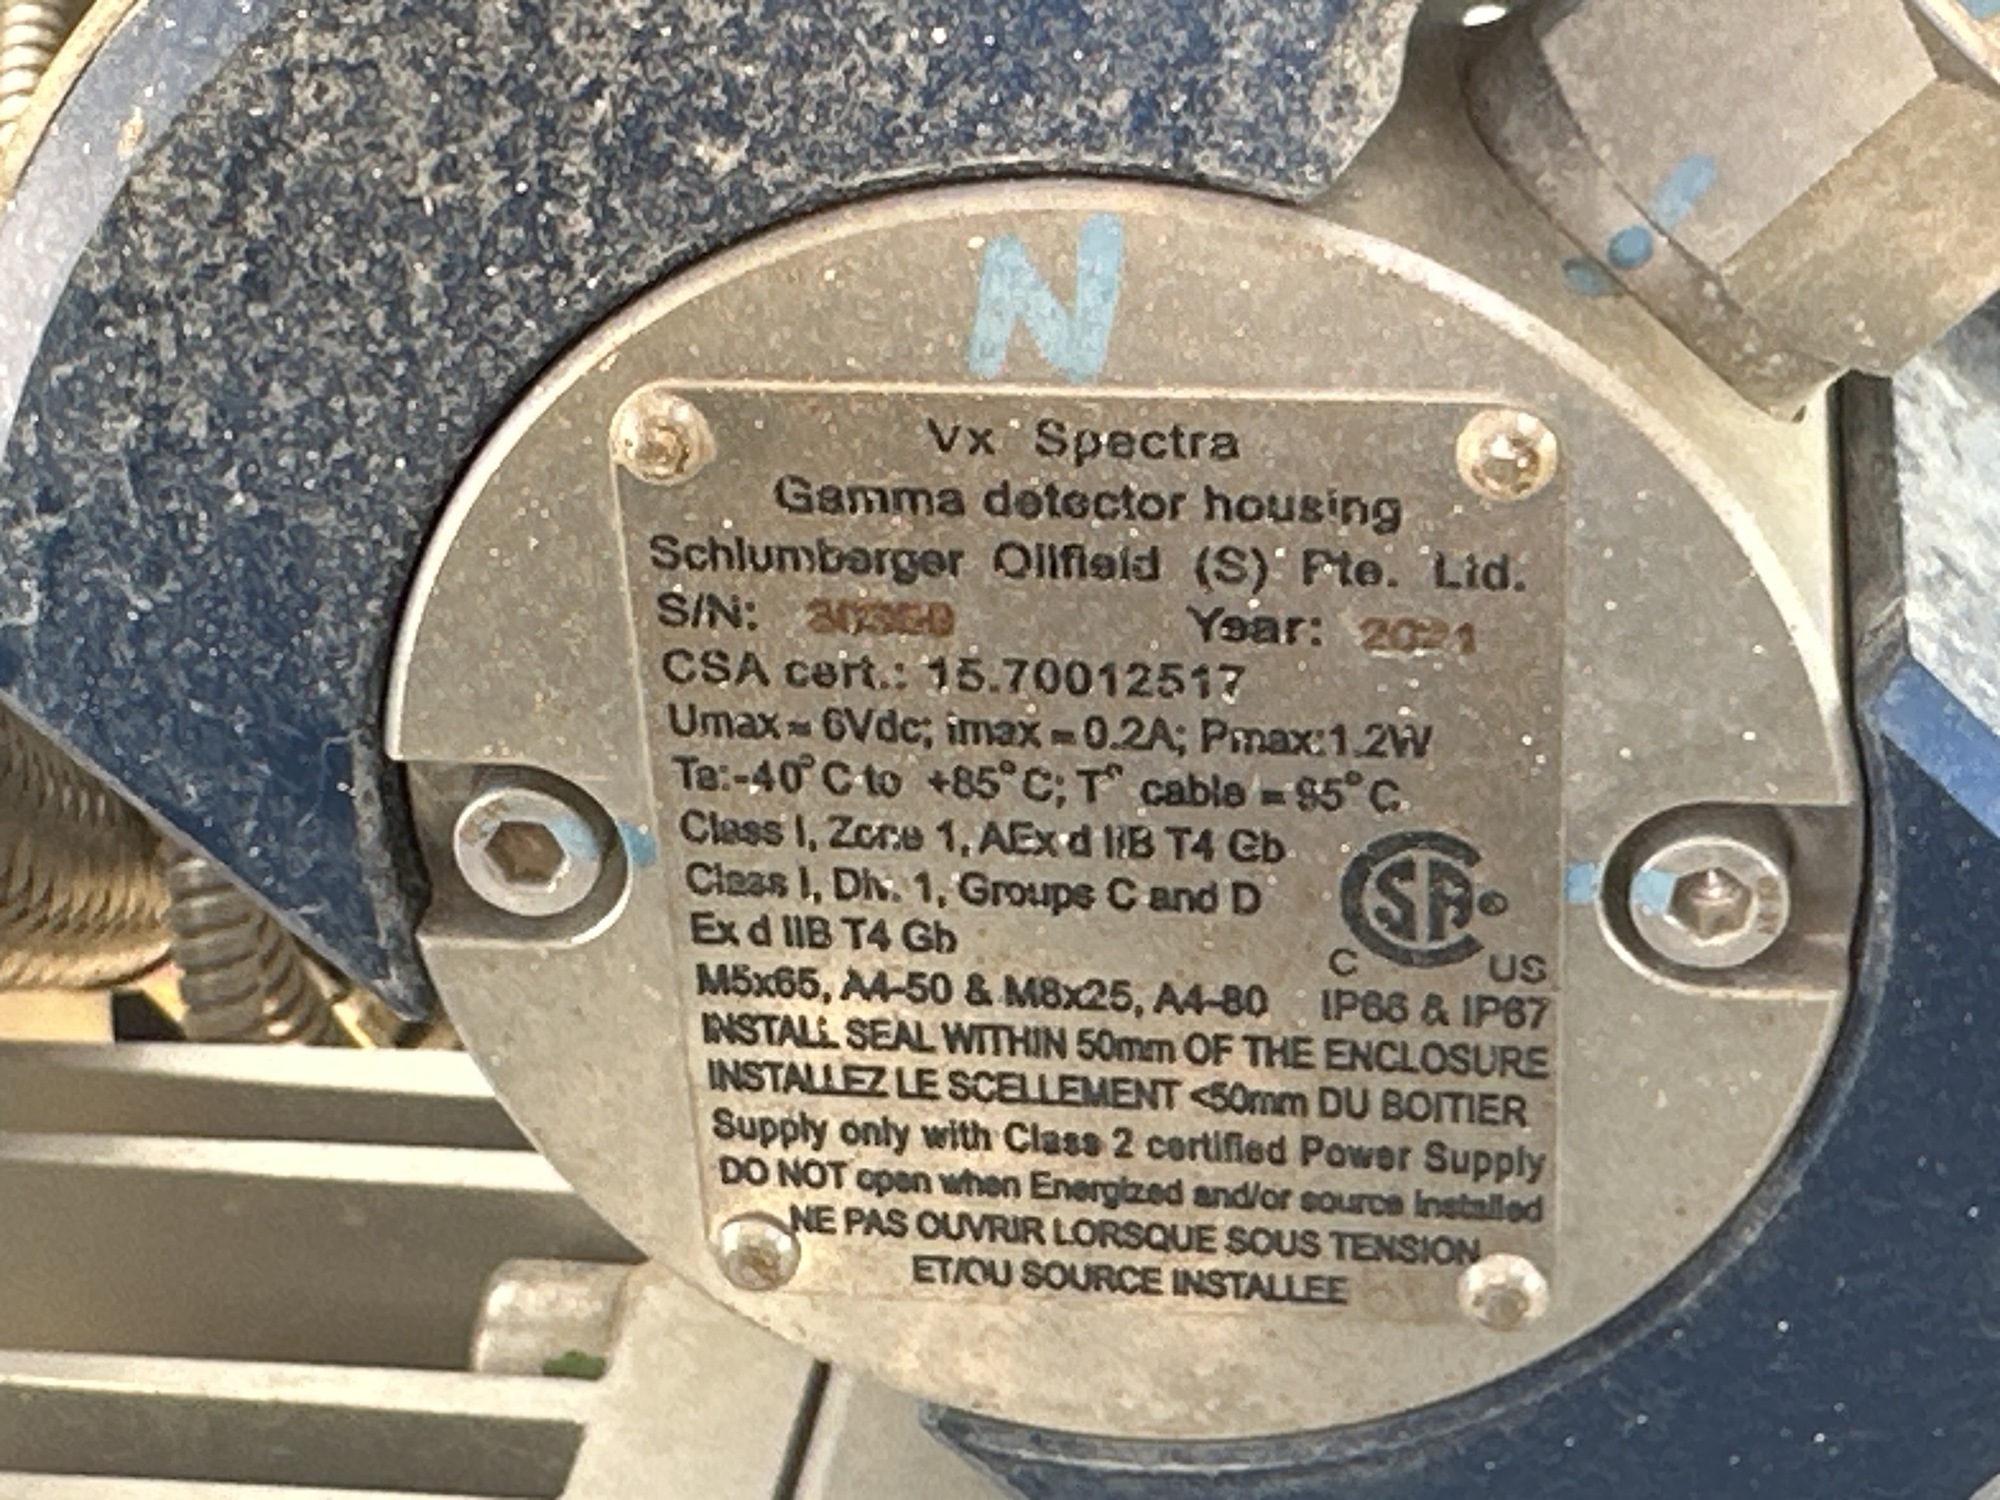 N
Vx Spectra
Gamma detector housing
Schlumberger Oilfield (S) Pte. Ltd.
S/N: Year: 2021
CSA cert.: 15.70012517
Umax = 6Vdc; imax = 0.2A; Pmax:1.2W
Ta:-40°C to +85°C; T° cable = 95°C
Class I, Zone 1, AEx d IIB T4 Gb
Class I, Div. 1, Groups C and D
Ex d IIB T4 Gb
CSA®
C US
M5x65, A4-50 & M8x25, A4-80 IP66 & IP67
INSTALL SEAL WITHIN 50mm OF THE ENCLOSURE
INSTALLEZ LE SCELLEMENT <50mm DU BOITIER
Supply only with Class 2 certified Power Supply
DO NOT open when Energized and/or source installed
NE PAS OUVRIR LORSQUE SOUS TENSION
ET/OU SOURCE INSTALLEE